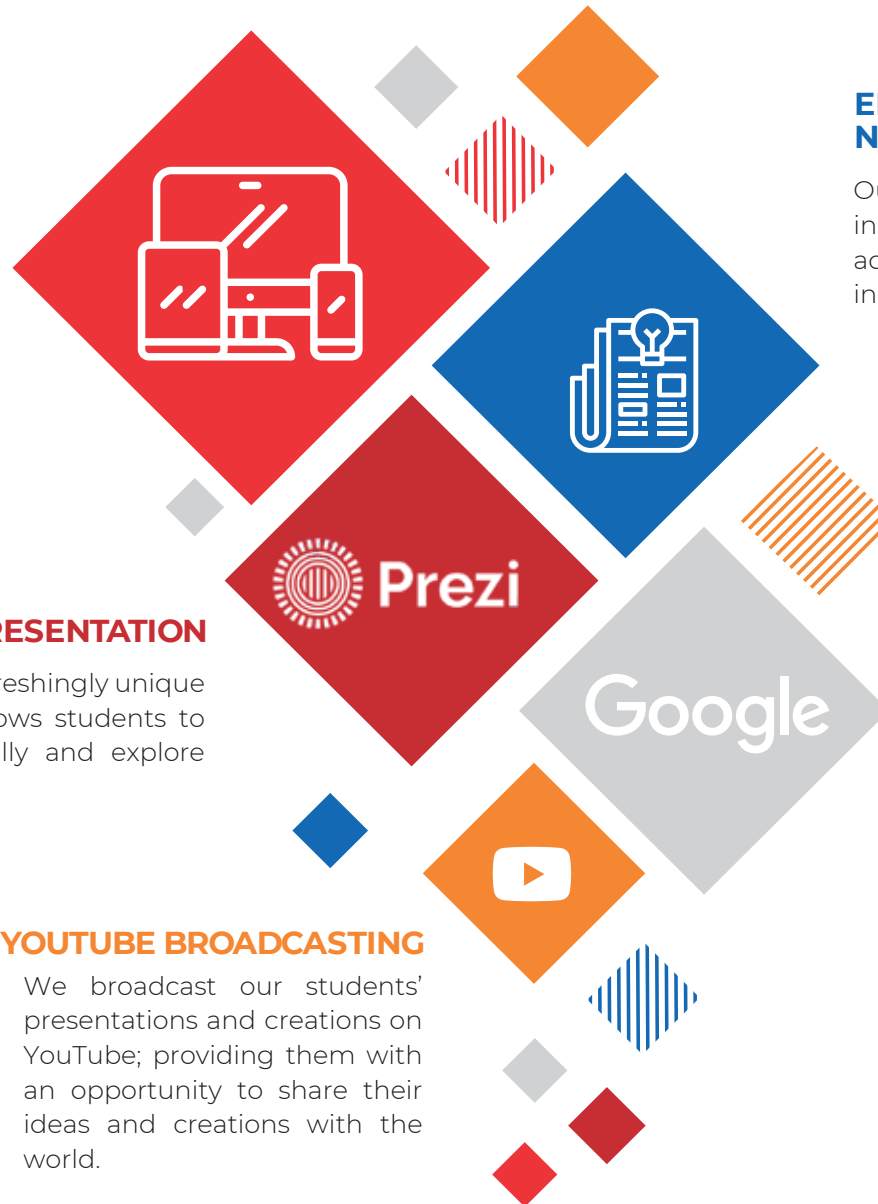 Prezi
Google
RESENTATION
reshingly unique
ows students to
lly and explore
YOUTUBE BROADCASTING
We broadcast our students’
presentations and creations on
YouTube; providing them with
an opportunity to share their
ideas and creations with the
world.